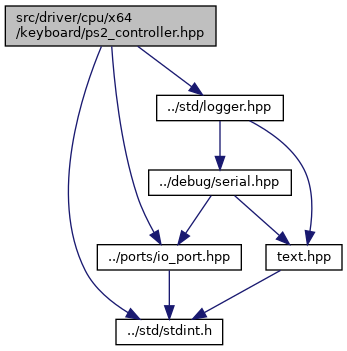 src/driver/cpu/x64
/keyboard/ps2_controller.hpp
../std/logger.hpp
../debug/serial.hpp
../ports/io_port.hpp
text.hpp
../std/stdint.h